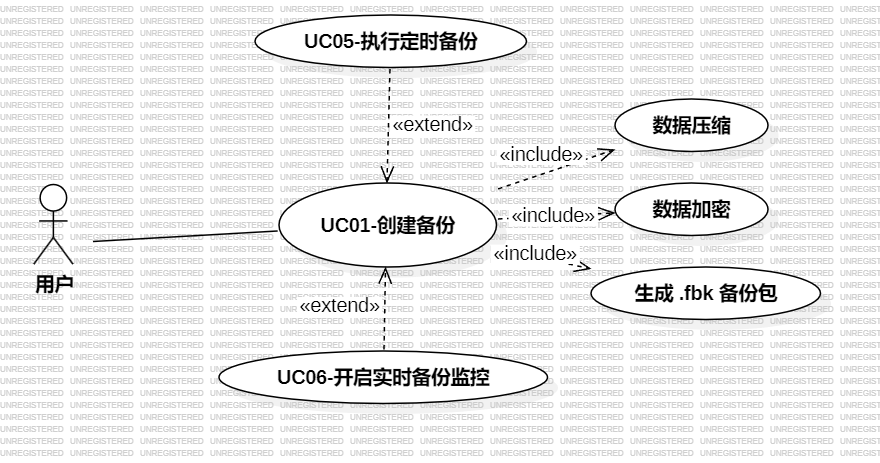 UC05-执行定时备份
«extend»
数据压缩
«include»
UC01-创建备份
«include»
数据加密
«include»
用户
生成 .fbk 备份包
«extend»
UC06-开启实时备份监控
UNREGISTERED